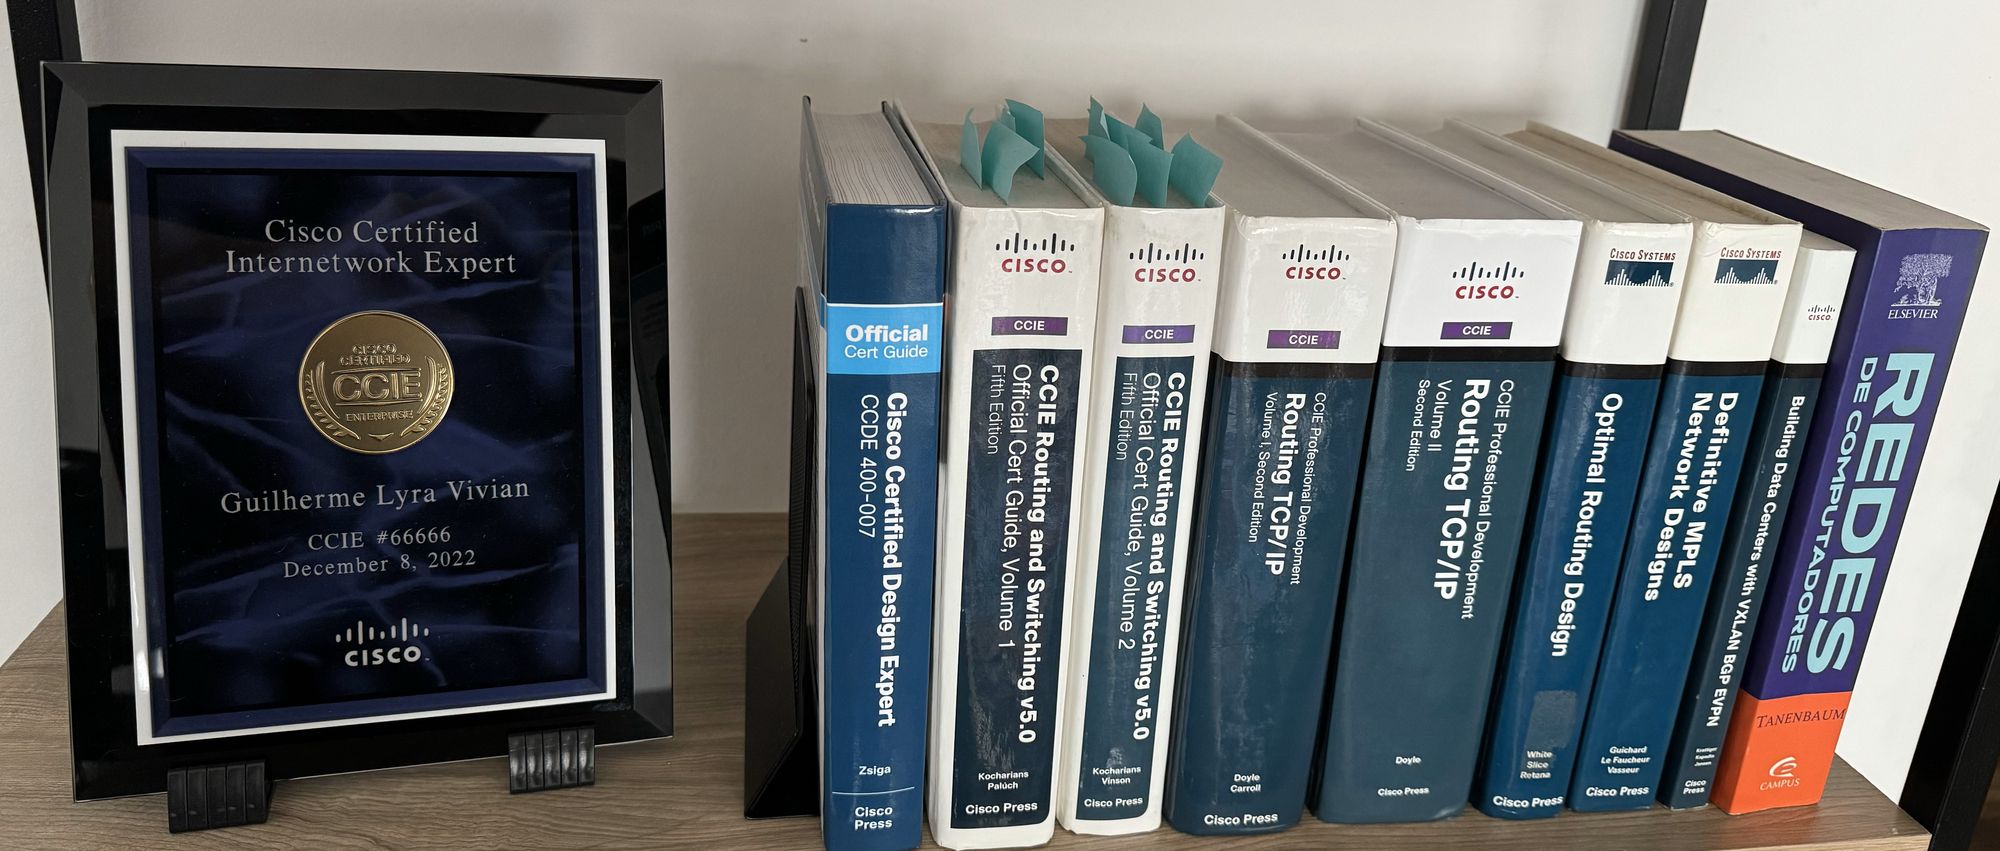 Cisco Certified
Internetwork Expert
CISCO
CERTIFIED
CCIE
ENTERPRISE
Guilherme Lyra Vivian
CCIE #66666
December 8, 2022
CISCO
Official
Cert Guide
Cisco Certified Design Expert
CCDE 400-007
Zsiga
Cisco
Press
CISCO
CCIE
CCIE Routing and Switching v5.0
Official Cert Guide, Volume 1
Fifth Edition
Kocharians
Palúch
Cisco Press
CISCO
CCIE
CCIE Routing and Switching v5.0
Official Cert Guide, Volume 2
Fifth Edition
Kocharians
Vinson
Cisco Press
CISCO
CCIE
CCIE Professional Development
Routing TCP/IP
Volume I, Second Edition
Doyle
Carroll
Cisco Press
CISCO
CCIE
CCIE Professional Development
Routing TCP/IP
Volume II
Second Edition
Doyle
Cisco Press
CISCO SYSTEMS
Optimal Routing Design
White
Slice
Retana
Cisco Press
CISCO SYSTEMS
Definitive MPLS
Network Designs
Guichard
Le Faucheur
Vasseur
Cisco Press
CISCO
Building Data Centers with VXLAN BGP EVPN
Krattiger
Kapadia
Jansen
Cisco
Press
ELSEVIER
REDES
DE COMPUTADORES
TANENBAUM
CAMPUS